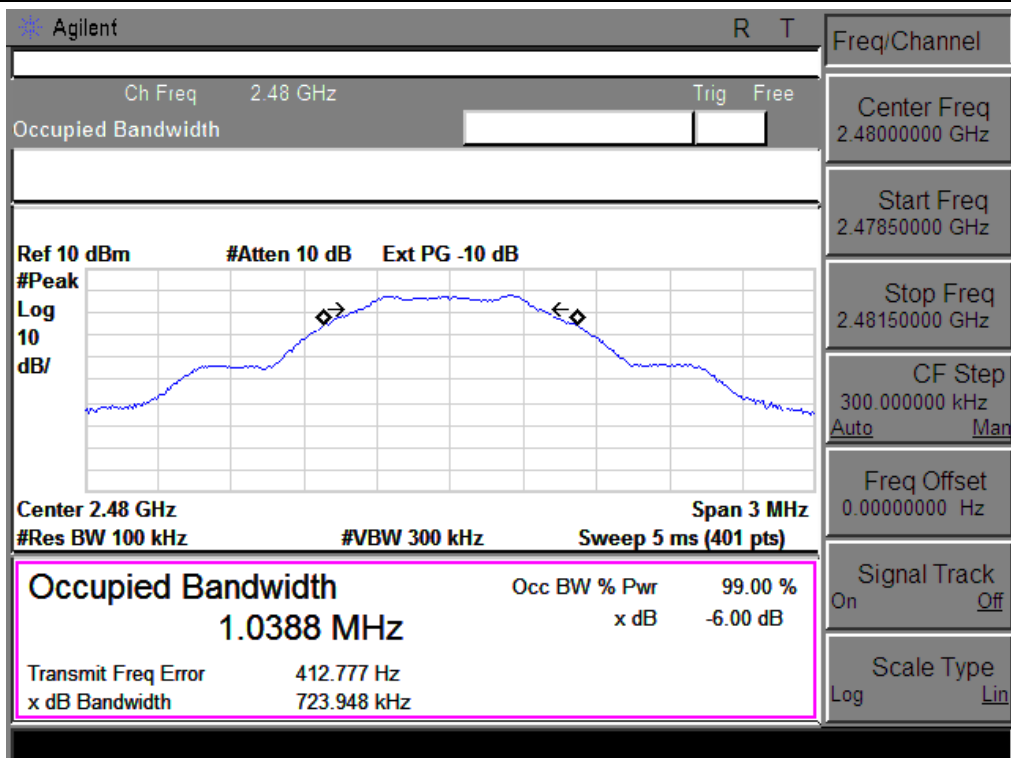 Agilent R T
Ch Freq 2.48 GHz Trig Free
Occupied Bandwidth
Ref 10 dBm #Atten 10 dB Ext PG -10 dB
#Peak
Log
10
dB/
Center 2.48 GHz Span 3 MHz
#Res BW 100 kHz #VBW 300 kHz Sweep 5 ms (401 pts)
Occupied Bandwidth
1.0388 MHz
Occ BW % Pwr 99.00 %
x dB -6.00 dB
Transmit Freq Error 412.777 Hz
x dB Bandwidth 723.948 kHz
Freq/Channel
Center Freq
2.48000000 GHz
Start Freq
2.47850000 GHz
Stop Freq
2.48150000 GHz
CF Step
300.000000 kHz
Auto Man
Freq Offset
0.00000000 Hz
Signal Track
On Off
Scale Type
Log Lin